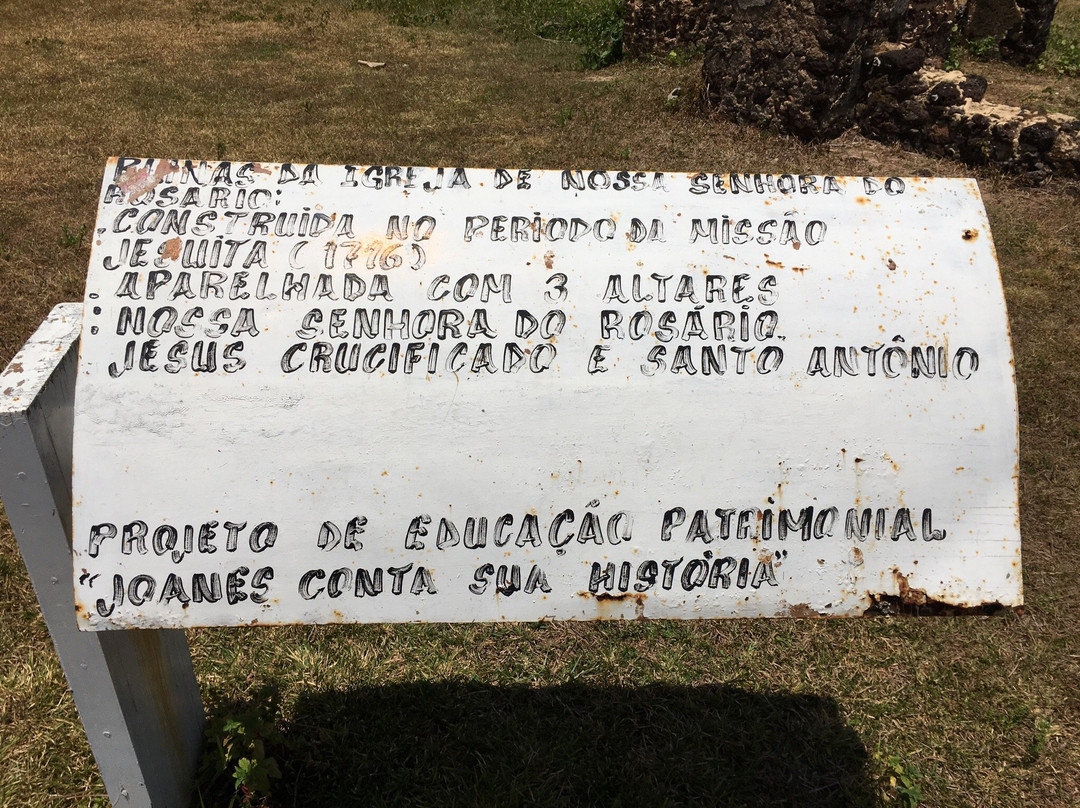 RUINAS DA IGREJA DE NOSSA SENHORA DO
ROSARIO:
.CONSTRUIDA NO PERIODO DA MISSÃO
JESUITA (1716)
: APARELHADA COM 3 ALTARES
: NOSSA SENHORA DO ROSÁRIO,
JESUS CRUCIFICADO E SANTO ANTÔNIO
PROJETO DE EDUCAÇÃO PATRIMONIAL
"JOANES CONTA SUA HISTÓRIA"